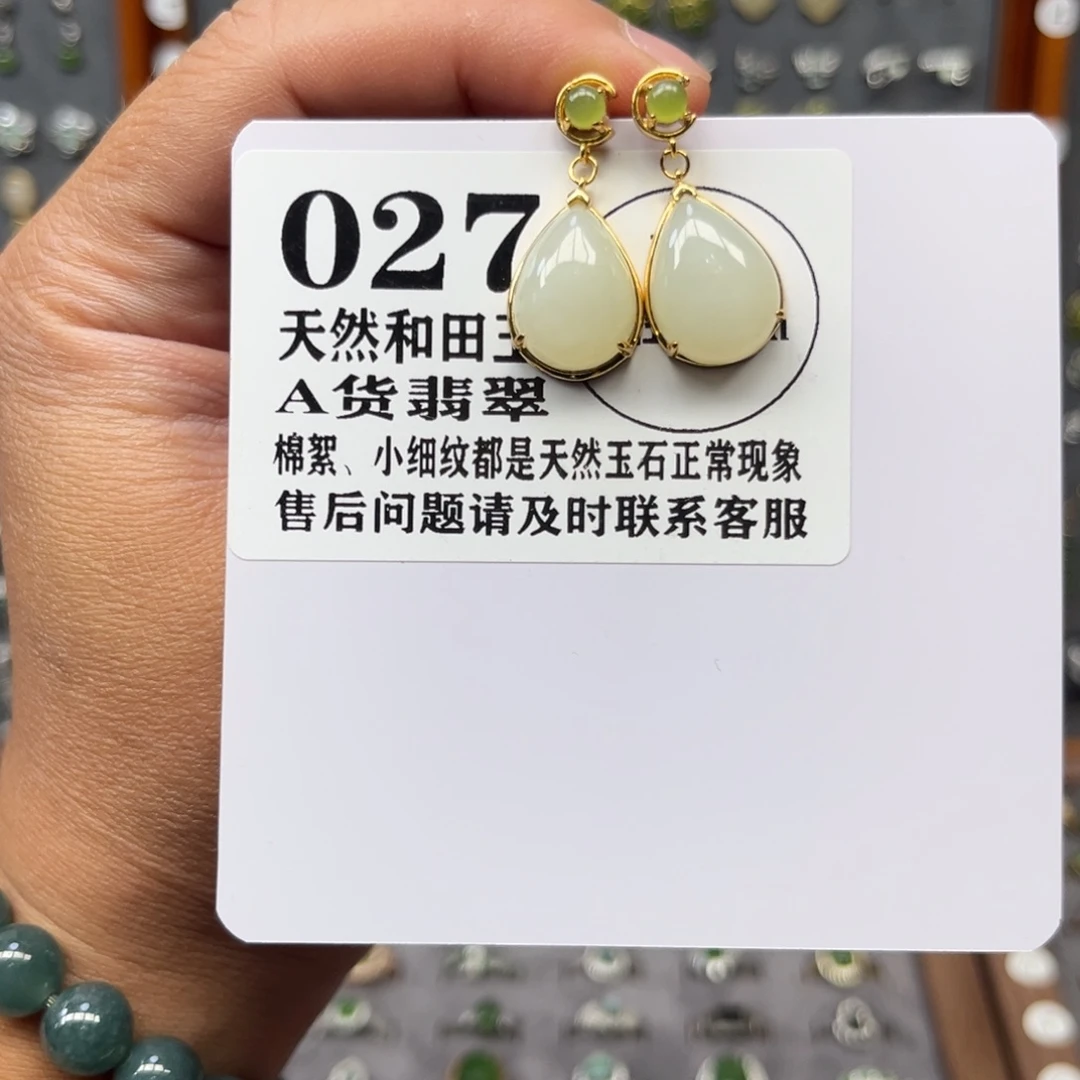 027
天然和田玉
A货翡翠
棉絮、小细纹都是天然玉石正常现象
售后问题请及时联系客服